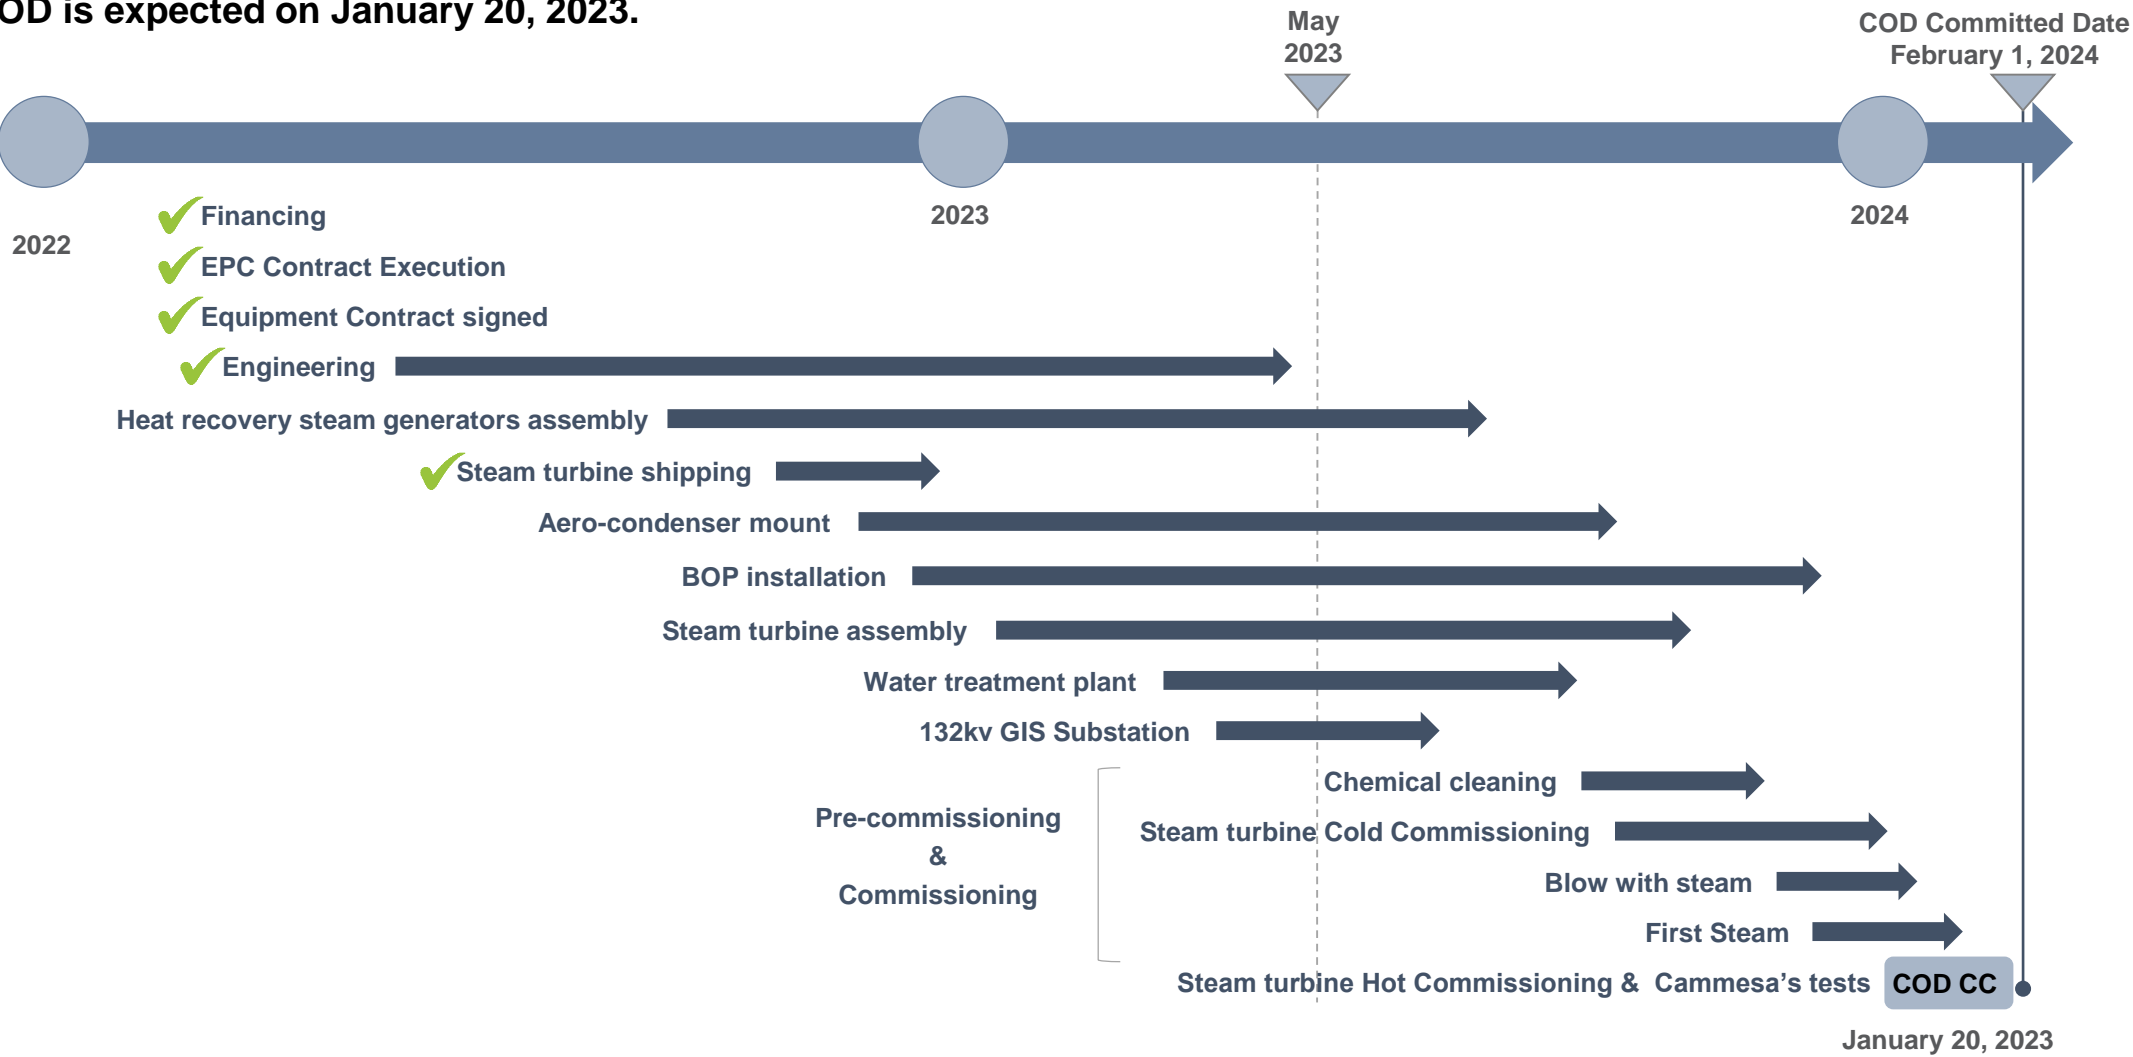 OD is expected on January 20, 2023.
May
2023
COD Committed Date
February 1, 2024
2022
2023
2024
Financing
EPC Contract Execution
Equipment Contract signed
Engineering
Heat recovery steam generators assembly
Steam turbine shipping
Aero-condenser mount
BOP installation
Steam turbine assembly
Water treatment plant
132kv GIS Substation
Pre-commissioning
&
Commissioning
Chemical cleaning
Steam turbine Cold Commissioning
Blow with steam
First Steam
Steam turbine Hot Commissioning & Cammesa’s tests
COD CC
January 20, 2023